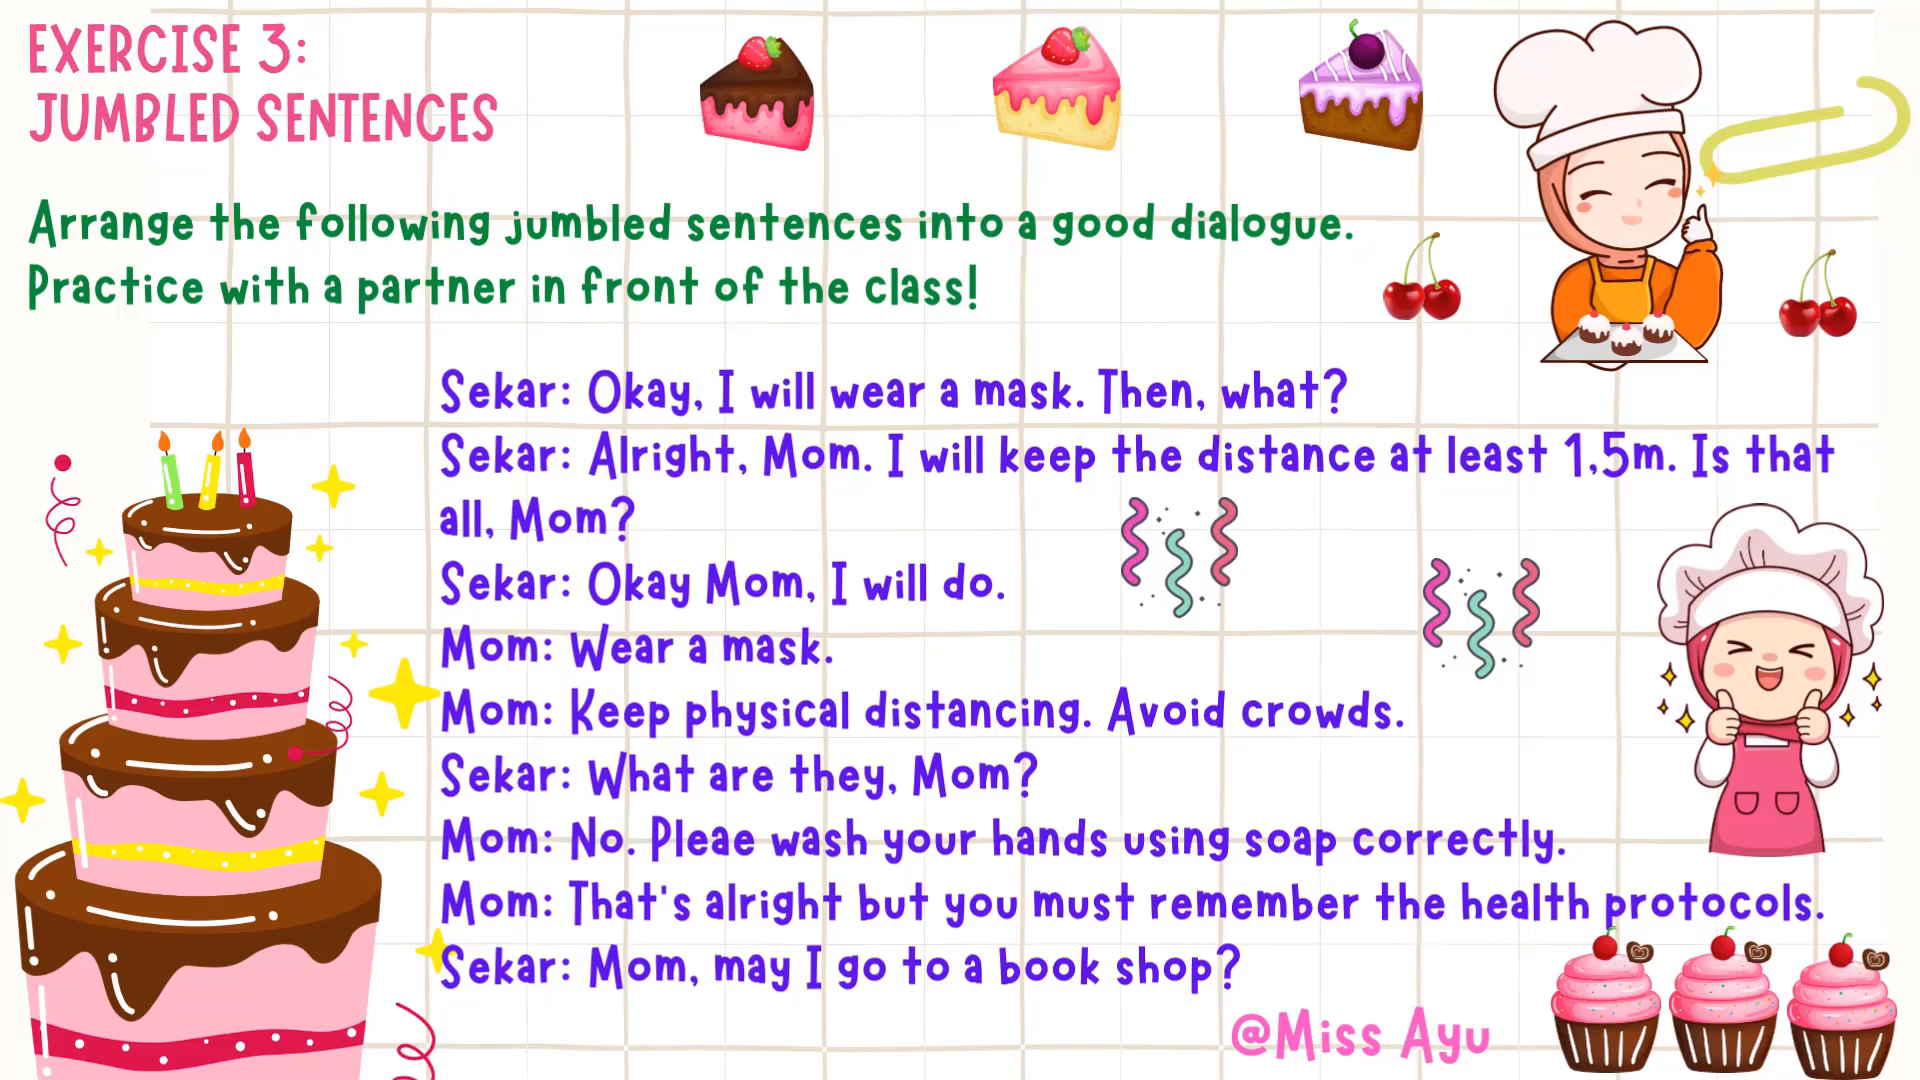 EXERCISE 3:
JUMBLED SENTENCES
Arrange the following jumbled sentences into a good dialogue.
Practice with a partner in front of the class!
Sekar: Okay, I will wear a mask. Then, what?
Sekar: Alright, Mom. I will keep the distance at least 1,5m. Is that
all, Mom?
Sekar: Okay Mom, I will do.
Mom: Wear a mask.
Mom: Keep physical distancing. Avoid crowds.
Sekar: What are they, Mom?
Mom: No. Pleae wash your hands using soap correctly.
Mom: That's alright but you must remember the health protocols.
Sekar: Mom, may I go to a book shop?
@Miss Ayu